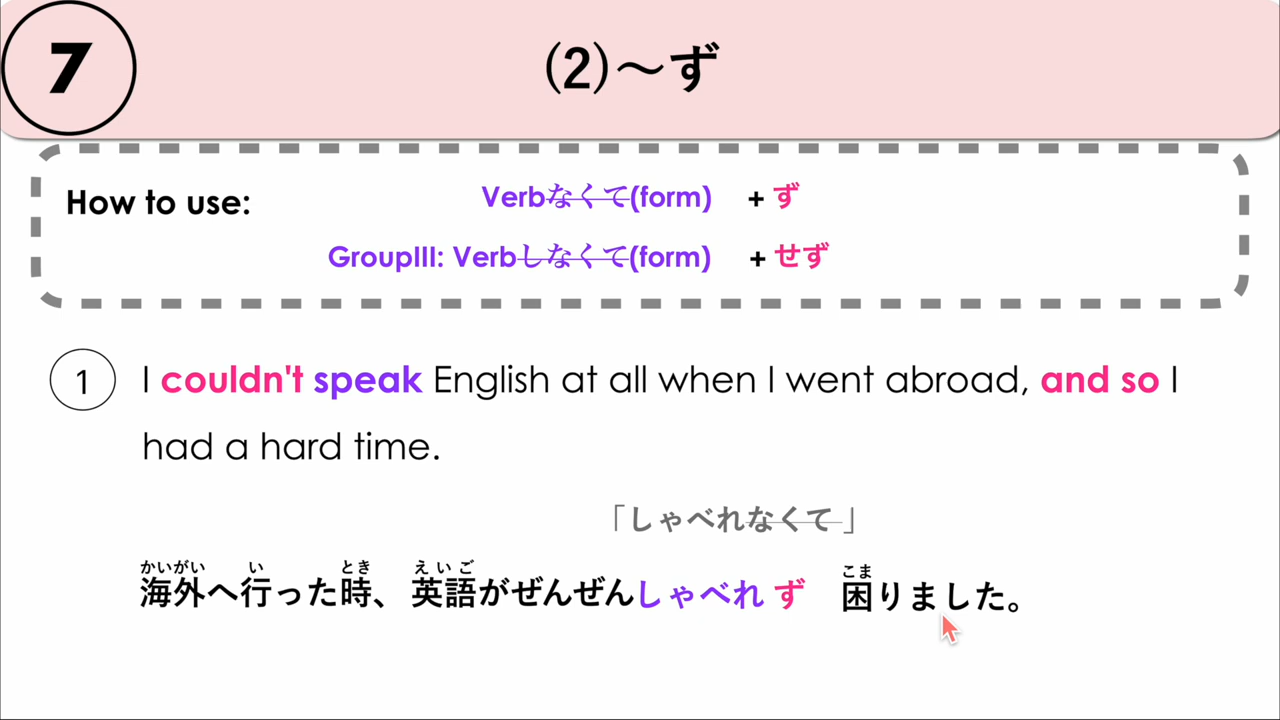 7
(2)～ず
How to use:
Verbなくて(form) + ず
GroupIII: Verbしなくて(form) + せず
1
I couldn't speak English at all when I went abroad, and so I
had a hard time.
「しゃべれなくて」
かいがい い とき えいご こま
海外へ行った時、英語がぜんぜんしゃべれ ず 困りました。